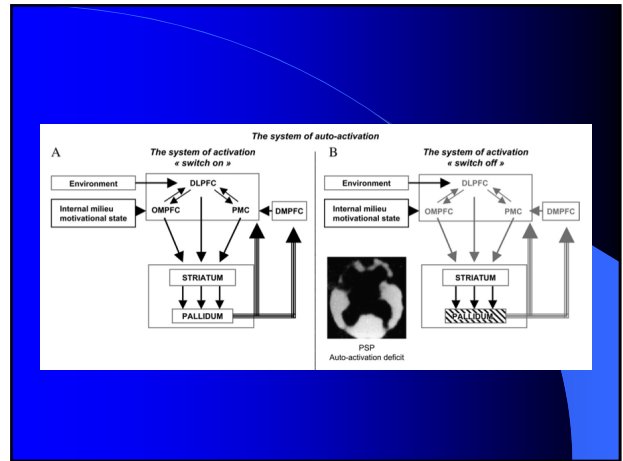 The system of auto-activation
A
The system of activation
« switch on »
Environment
DLPFC
Internal milieu
motivational state
OMPFC
PMC
DMPFC
STRIATUM
PALLIDUM
B
The system of activation
« switch off »
Environment
DLPFC
Internal milieu
motivational state
OMPFC
PMC
DMPFC
STRIATUM
PALLIDUM
PSP
Auto-activation deficit